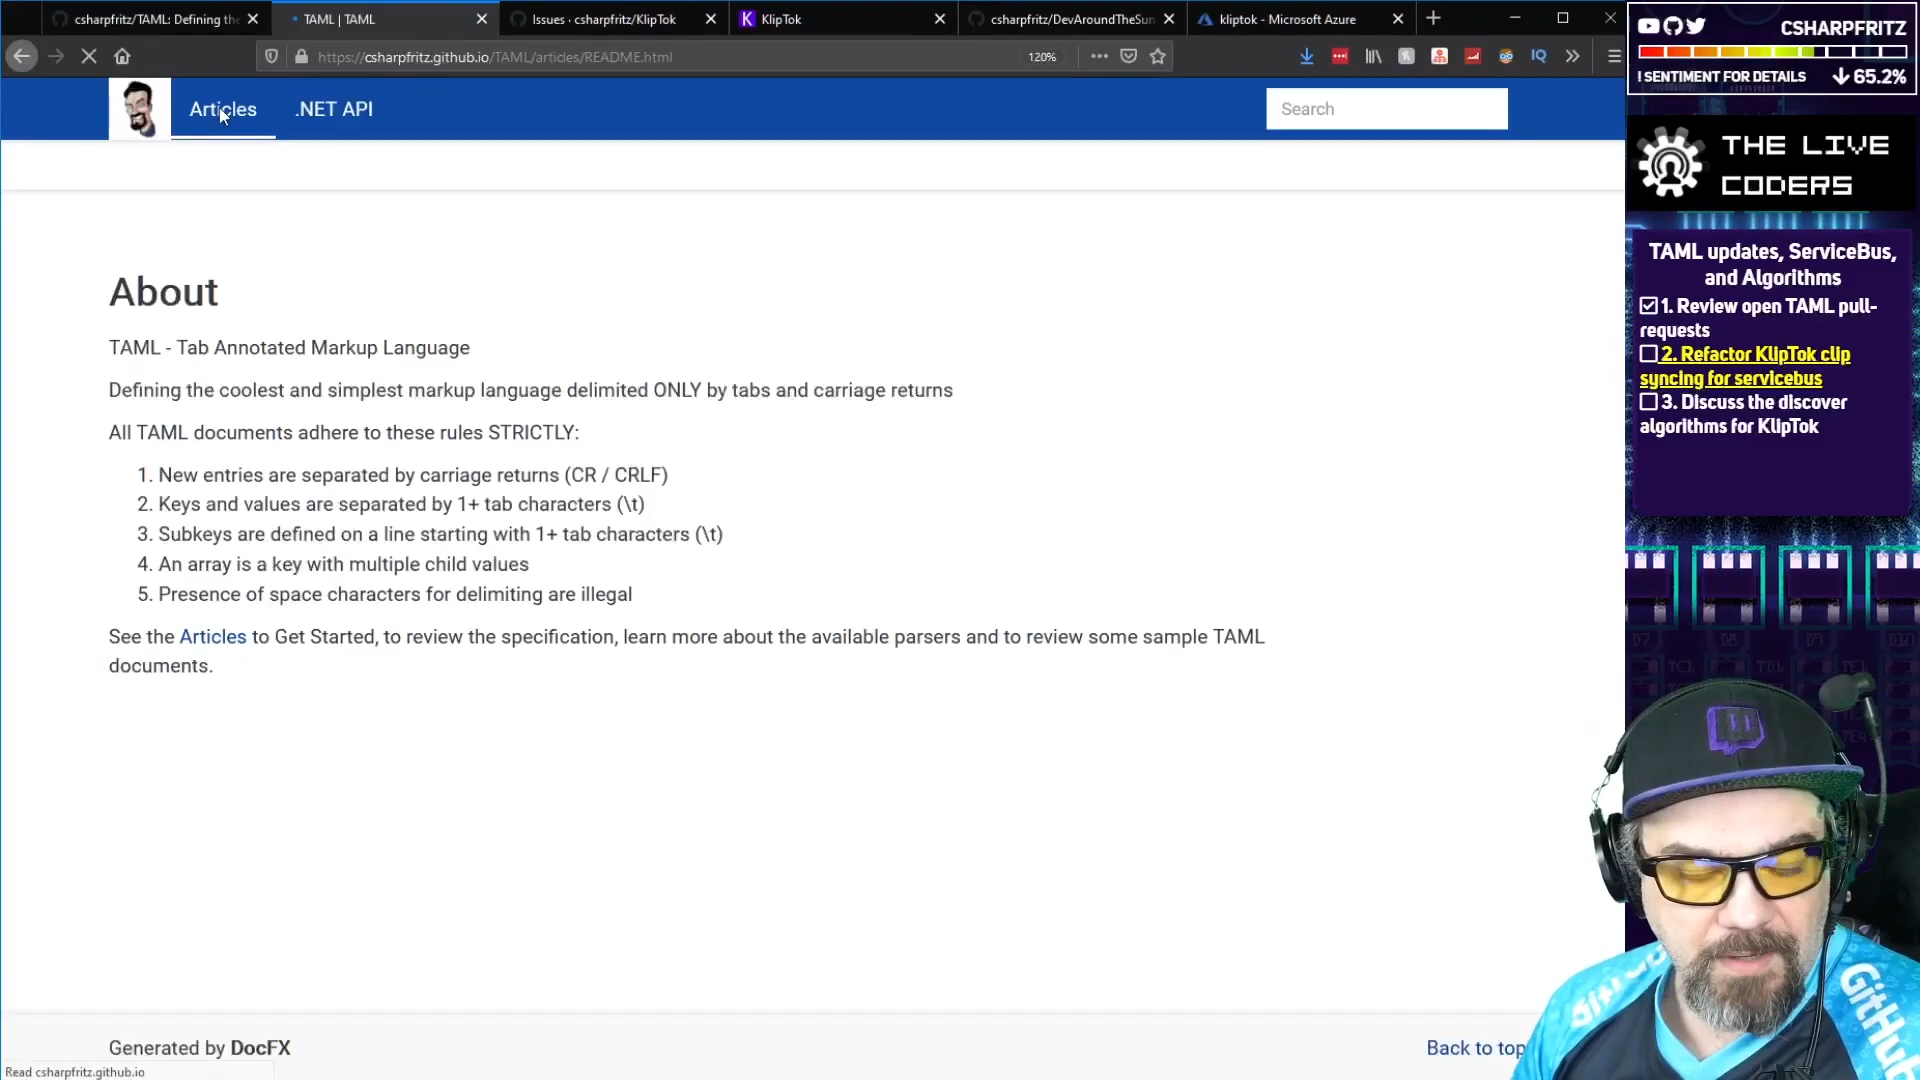 csharpfritz/TAML: Defining the
TAML | TAML
Issues · csharpfritz/KlipTok
KlipTok
csharpfritz/DevAroundTheSun
kliptok - Microsoft Azure
https://csharpfritz.github.io/TAML/articles/README.html
120%
Articles
.NET API
Search
About
TAML - Tab Annotated Markup Language
Defining the coolest and simplest markup language delimited ONLY by tabs and carriage returns
All TAML documents adhere to these rules STRICTLY:
1. New entries are separated by carriage returns (CR / CRLF)
2. Keys and values are separated by 1+ tab characters (\t)
3. Subkeys are defined on a line starting with 1+ tab characters (\t)
4. An array is a key with multiple child values
5. Presence of space characters for delimiting are illegal
See the Articles to Get Started, to review the specification, learn more about the available parsers and to review some sample TAML
documents.
Generated by DocFX
Back to top
Read csharpfritz.github.io
CSHARPFRITZ
! SENTIMENT FOR DETAILS
65.2%
THE LIVE
CODERS
TAML updates, ServiceBus,
and Algorithms
1. Review open TAML pull-
requests
2. Refactor KlipTok clip
syncing for servicebus
3. Discuss the discover
algorithms for KlipTok
GitHub